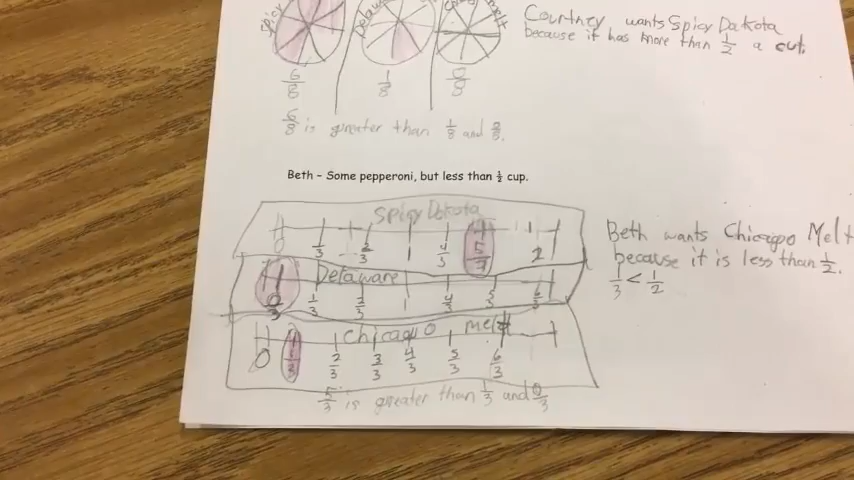 Spicy
Delaware
melt
Courtney wants Spicy Dakota
because it has more than 1/2 a cup.
6/8
1/8
0/8
6/8 is greater than 1/8 and 0/8.
Beth – Some pepperoni, but less than ½ cup.
Spicy Dakota
0 1/3 2/3 1 4/3 2
Delaware
0/3 1/3 2/3 1 4/3 5/3 6/3
Chicago melt
0 1/3 2/3 3/3 4/3 5/3 6/3
5/3 is greater than 1/3 and 0/3
Beth wants Chicago Melt
because it is less than 1/2.
1/3 < 1/2